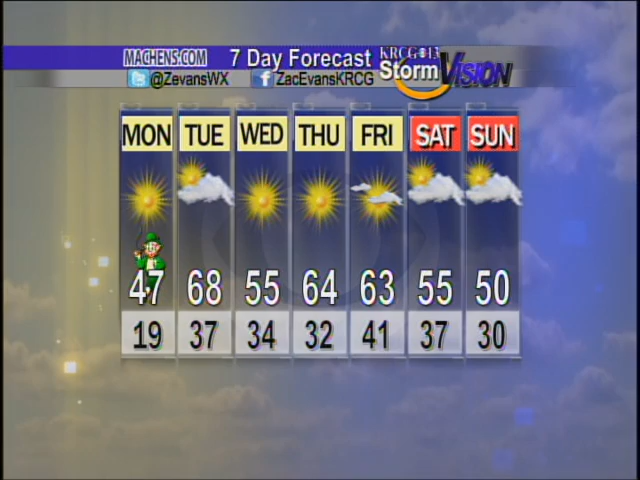 MACHENS.COM 7 Day Forecast KRCG 13
@ZevansWX ZacEvansKRCG StormVISION
MON TUE WED THU FRI SAT SUN
47 68 55 64 63 55 50
19 37 34 32 41 37 30